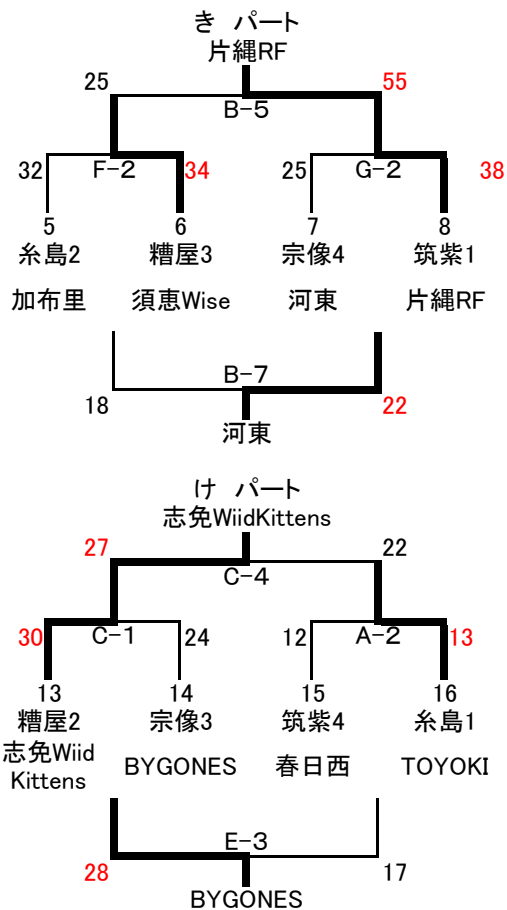 き パート
片縄RF
25 55
B-5
32 F-2 34 25 G-2 38
5 6 7 8
糸島2 糟屋3 宗像4 筑紫1
加布里 須恵Wise 河東 片縄RF
B-7
18 22
河東
け パート
志免WiidKittens
27 22
C-4
30 C-1 24 12 A-2 13
13 14 15 16
糟屋2 宗像3 筑紫4 糸島1
志免Wiid
Kittens BYGONES 春日西 TOYOKI
E-3
28 17
BYGONES